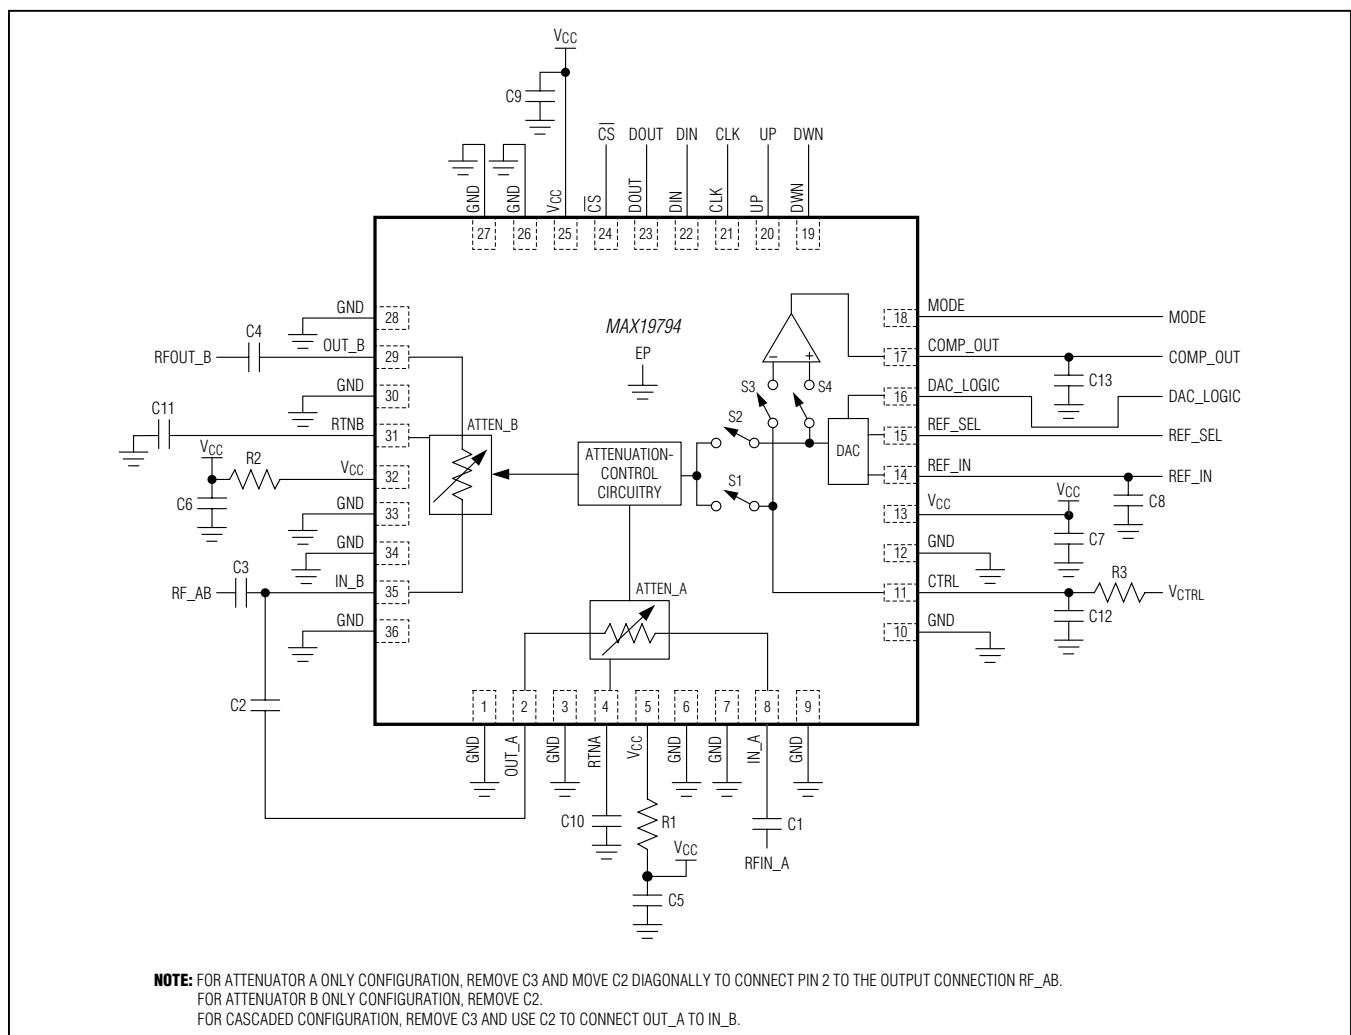 VCC
C9
CS DOUT DIN CLK UP DWN
GND GND VCC CS DOUT DIN CLK UP DWN
27 26 25 24 23 22 21 20 19
GND
28
C4
RFOUT_B
OUT_B
29
GND
30
C11
RTNB
31
ATTEN_B
VCC
R2
VCC
32
C6
GND
33
GND
34
C3
RF_AB
IN_B
35
GND
36
C2
MAX19794
EP
ATTENUATION-
CONTROL
CIRCUITRY
ATTEN_A
S3
S4
S2
S1
– +
DAC
18
MODE
MODE
17
COMP_OUT
COMP_OUT
C13
16
DAC_LOGIC
DAC_LOGIC
15
REF_SEL
REF_SEL
14
REF_IN
REF_IN
C8
13
VCC
VCC
C7
12
GND
11
CTRL
R3
VCTRL
C12
10
GND
1 2 3 4 5 6 7 8 9
GND OUT_A GND RTNA VCC GND GND IN_A GND
C10
R1
C1
VCC
RFIN_A
C5
NOTE: FOR ATTENUATOR A ONLY CONFIGURATION, REMOVE C3 AND MOVE C2 DIAGONALLY TO CONNECT PIN 2 TO THE OUTPUT CONNECTION RF_AB.
FOR ATTENUATOR B ONLY CONFIGURATION, REMOVE C2.
FOR CASCADED CONFIGURATION, REMOVE C3 AND USE C2 TO CONNECT OUT_A TO IN_B.